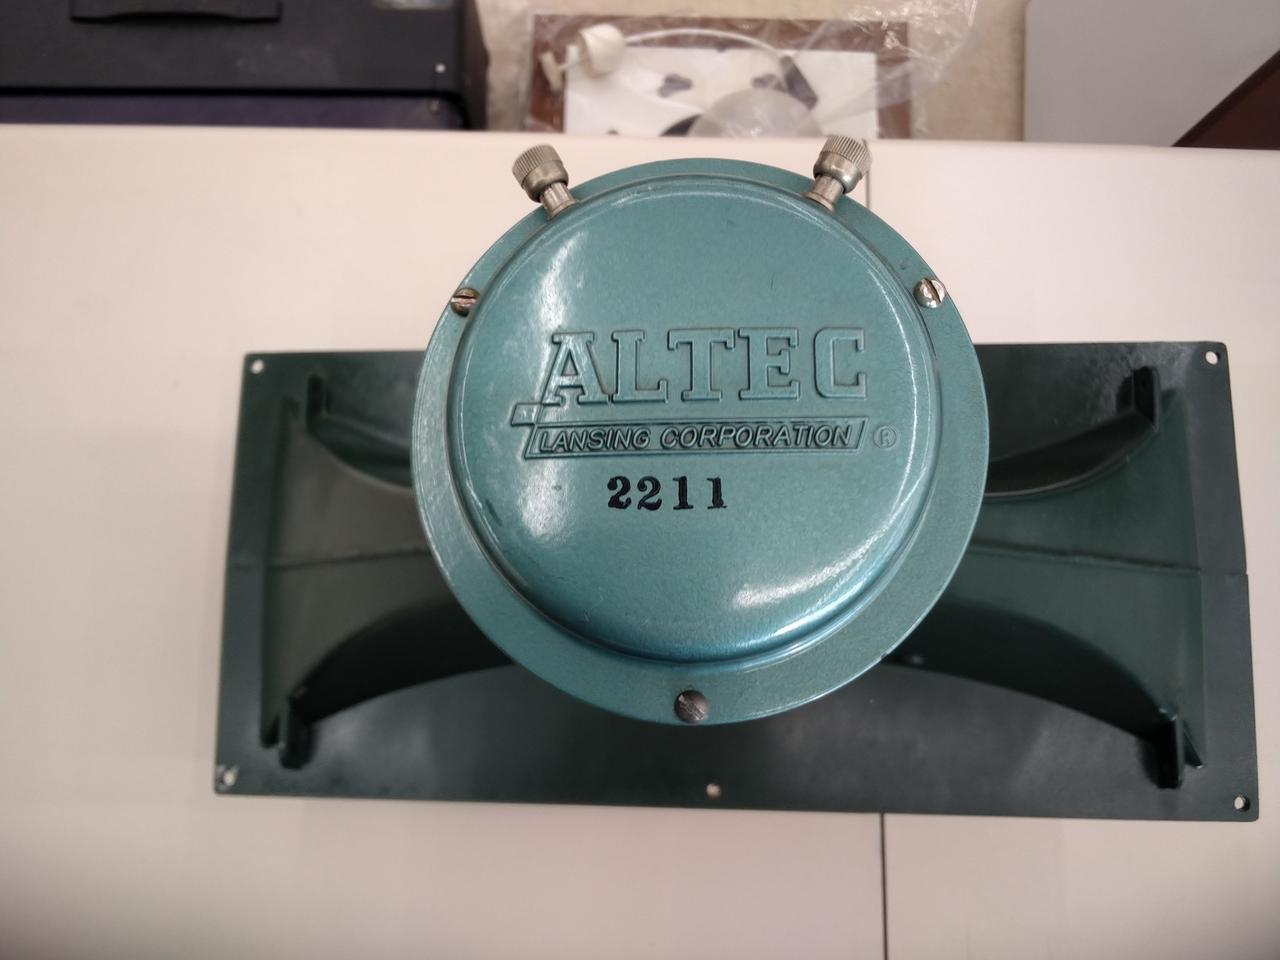 ALTEC
LANSING CORPORATION ®
2211